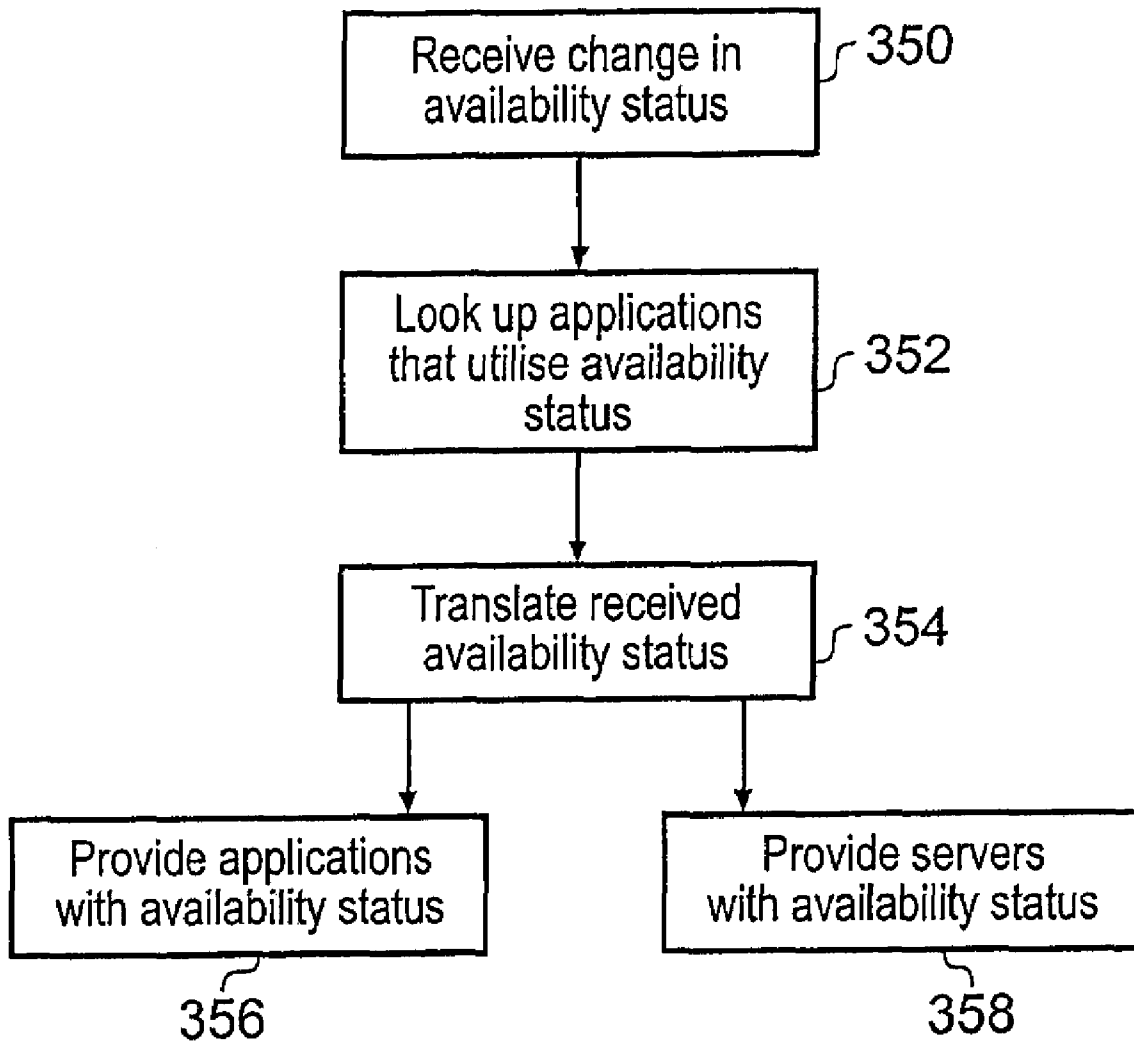 Receive change in
availability status
350
Look up applications
that utilise availability
status
352
Translate received
availability status
354
Provide applications
with availability status
356
Provide servers
with availability status
358